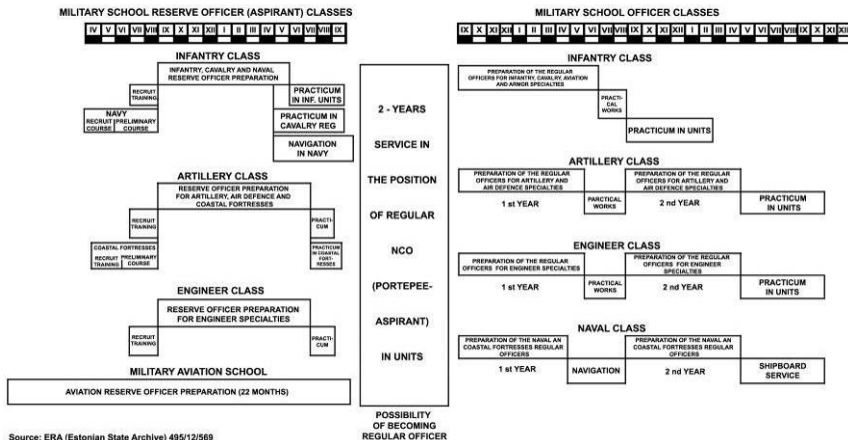 MILITARY SCHOOL RESERVE OFFICER (ASPIRANT) CLASSES
IV V VI VII VIII IX X XI XII I II III IV V VI VII VIII IX
INFANTRY CLASS
INFANTRY, CAVALRY AND NAVAL
RESERVE OFFICER PREPARATION
RECRUIT
TRAINING
PRACTICUM
IN INF. UNITS
NAVY
RECRUIT
COURSE
PRELIMINARY
COURSE
PRACTICUM IN
CAVALRY REG
NAVIGATION
IN NAVY
ARTILLERY CLASS
RESERVE OFFICER PREPARATION
FOR ARTILLERY, AIR DEFENCE AND
COASTAL FORTRESSES
RECRUIT
TRAINING
PRACTI-
CUM
COASTAL FORTRESSES
RECRUIT
TRAINING
PRELIMINARY
COURSE
PRACTICUM
IN COASTAL
FORT-
RESSES
ENGINEER CLASS
RESERVE OFFICER PREPARATION
FOR ENGINEER SPECIALTIES
RECRUIT
TRAINING
PRACTI-
CUM
MILITARY AVIATION SCHOOL
AVIATION RESERVE OFFICER PREPARATION (22 MONTHS)
2 - YEARS
SERVICE IN
THE POSITION
OF REGULAR
NCO
(PORTEPEE-
ASPIRANT)
IN UNITS
POSSIBILITY
OF BECOMING
REGULAR OFFICER
MILITARY SCHOOL OFFICER CLASSES
IX X XI XII I II III IV V VI VII VIII IX X XI XII I II III IV V VI VII VIII IX X XI XII
INFANTRY CLASS
PREPARATION OF THE REGULAR
OFFICERS FOR INFANTRY, CAVALRY, AVIATION
AND ARMOR SPECIALTIES
PRACTI-
CAL
WORKS
PRACTICUM IN UNITS
ARTILLERY CLASS
PREPARATION OF THE REGULAR
OFFICERS FOR ARTILLERY AND
AIR DEFENCE SPECIALTIES
PREPARATION OF THE REGULAR
OFFICERS FOR ARTILLERY AND
AIR DEFENCE SPECIALTIES
1 st YEAR
PARCTICAL
WORKS
2 nd YEAR
PRACTICUM
IN UNITS
ENGINEER CLASS
PREPARATION OF THE REGULAR
OFFICERS FOR ENGINEER SPECIALTIES
PREPARATION OF THE REGULAR
OFFICERS FOR ENGINEER
SPECIALTIES
1 st YEAR
PRACTICAL
WORKS
2 nd YEAR
PRACTICUM
IN UNITS
NAVAL CLASS
PREPARATION OF THE NAVAL AN
COASTAL FORTRESSES REGULAR
OFFICERS
PREPARATION OF THE NAVAL AN
COASTAL FORTRESSES REGULAR
OFFICERS
1 st YEAR
NAVIGATION
2 nd YEAR
SHIPBOARD
SERVICE
Source: ERA (Estonian State Archive) 495/12/569